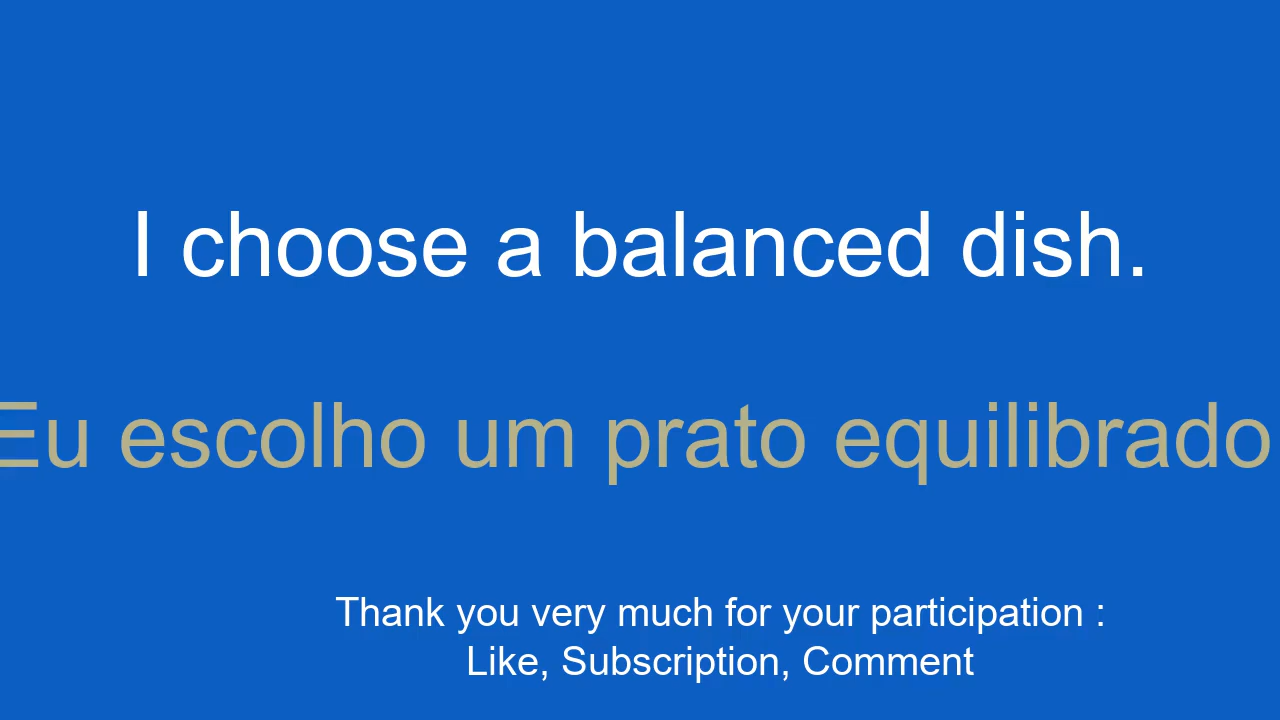 I choose a balanced dish.
Eu escolho um prato equilibrado
Thank you very much for your participation :
Like, Subscription, Comment